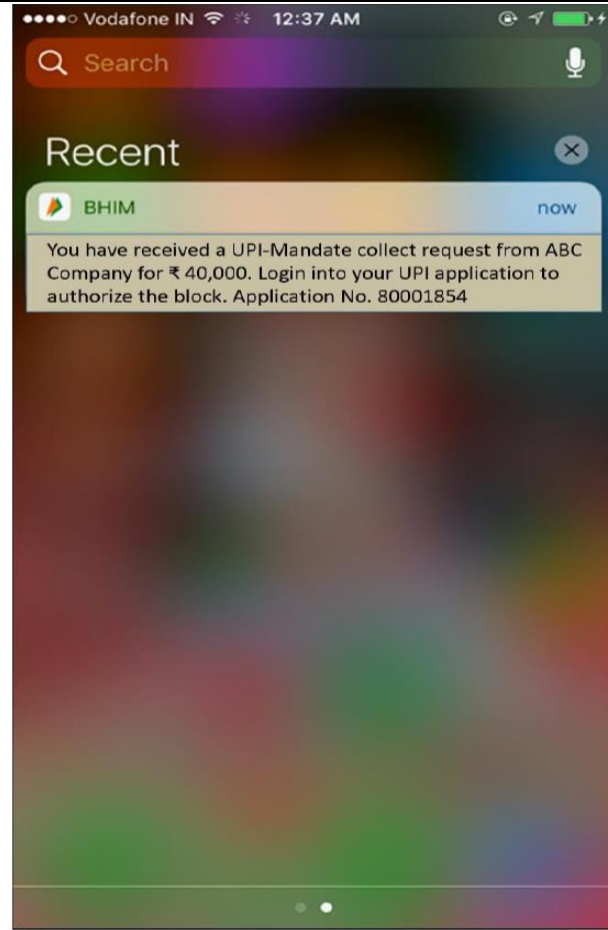 Vodafone IN 12:37 AM
Search
Recent
BHIM now
You have received a UPI-Mandate collect request from ABC
Company for ₹ 40,000. Login into your UPI application to
authorize the block. Application No. 80001854